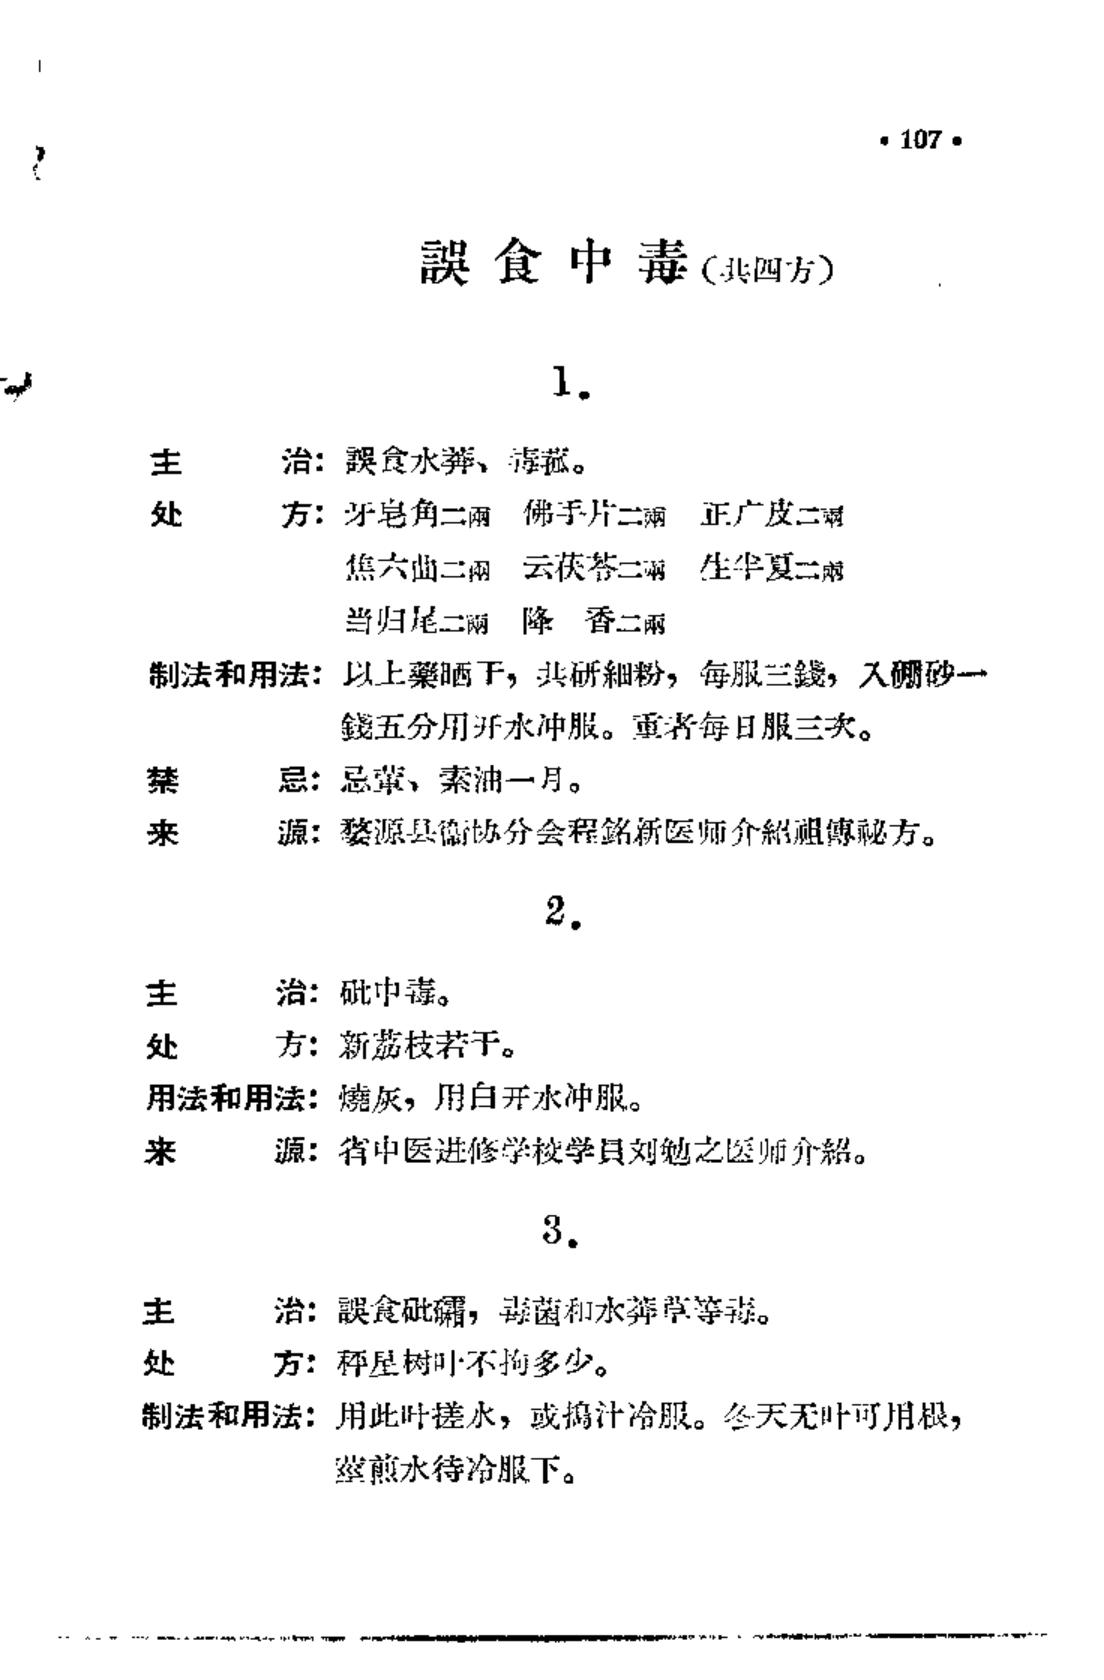 • 107 •
誤食中毒(共四方)
1.
主治：誤食水莽、毒菰。
处方：牙皂角二兩 佛手片二兩 正广皮二兩
焦六曲二兩 云茯苓二兩 生半夏二兩
当归尾二兩 降香二兩
制法和用法：以上藥晒干，共研細粉，每服三錢，入硼砂一
錢五分用开水冲服。重者每日服三次。
禁忌：忌葷、素油一月。
来源：婺源县衞协分会程銘新医师介紹祖傳祕方。
2.
主治：砒中毒。
处方：新荔枝若干。
用法和用法：燒灰，用白开水冲服。
来源：省中医进修学校学員刘勉之医师介紹。
3.
主治：誤食砒礵，毒菌和水莽草等毒。
处方：秤星树叶不拘多少。
制法和用法：用此叶搓水，或搗汁冷服。冬天无叶可用根，
煎水待冷服下。